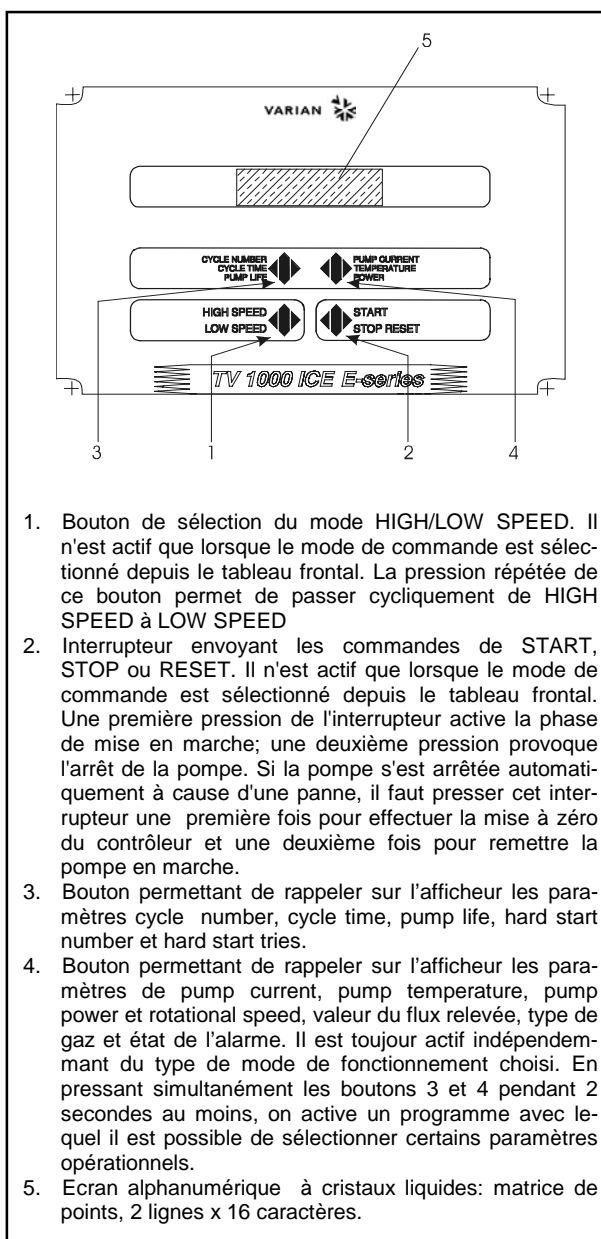 5
VARIAN
CYCLE NUMBER
CYCLE TIME
PUMP LIFE
PUMP CURRENT
TEMPERATURE
POWER
HIGH SPEED
LOW SPEED
START
STOP RESET
TV 1000 ICE E-series
3
1
2
4
1. Bouton de sélection du mode HIGH/LOW SPEED. Il
n'est actif que lorsque le mode de commande est sélec-
tionné depuis le tableau frontal. La pression répétée de
ce bouton permet de passer cycliquement de HIGH
SPEED à LOW SPEED
2. Interrupteur envoyant les commandes de START,
STOP ou RESET. Il n'est actif que lorsque le mode de
commande est sélectionné depuis le tableau frontal.
Une première pression de l'interrupteur active la phase
de mise en marche; une deuxième pression provoque
l'arrêt de la pompe. Si la pompe s'est arrêtée automati-
quement à cause d'une panne, il faut presser cet inter-
rupteur une première fois pour effectuer la mise à zéro
du contrôleur et une deuxième fois pour remettre la
pompe en marche.
3. Bouton permettant de rappeler sur l'afficheur les para-
mètres cycle number, cycle time, pump life, hard start
number et hard start tries.
4. Bouton permettant de rappeler sur l'afficheur les para-
mètres de pump current, pump temperature, pump
power et rotational speed, valeur du flux relevée, type de
gaz et état de l'alarme. Il est toujour actif indépendem-
mant du type de mode de fonctionnement choisi. En
pressant simultanément les boutons 3 et 4 pendant 2
secondes au moins, on active un programme avec le-
quel il est possible de sélectionner certains paramètres
opérationnels.
5. Ecran alphanumérique à cristaux liquides: matrice de
points, 2 lignes x 16 caractères.